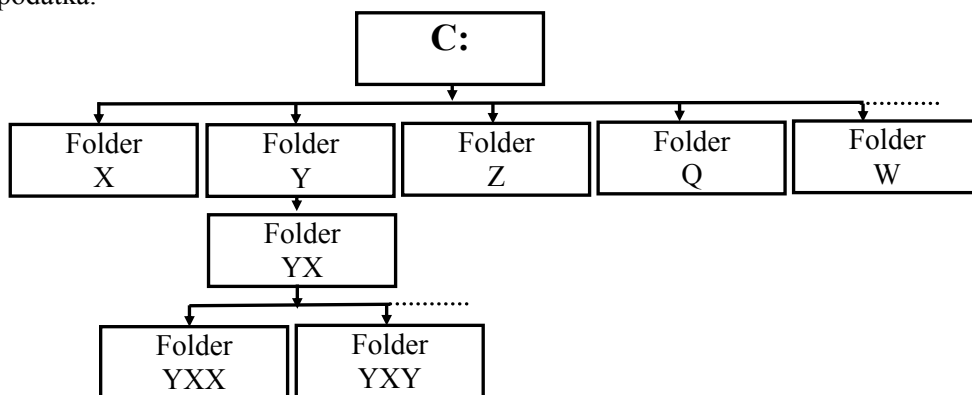 podatka.
C:
Folder
X
Folder
Y
Folder
Z
Folder
Q
Folder
W
Folder
YX
Folder
YXX
Folder
YXY